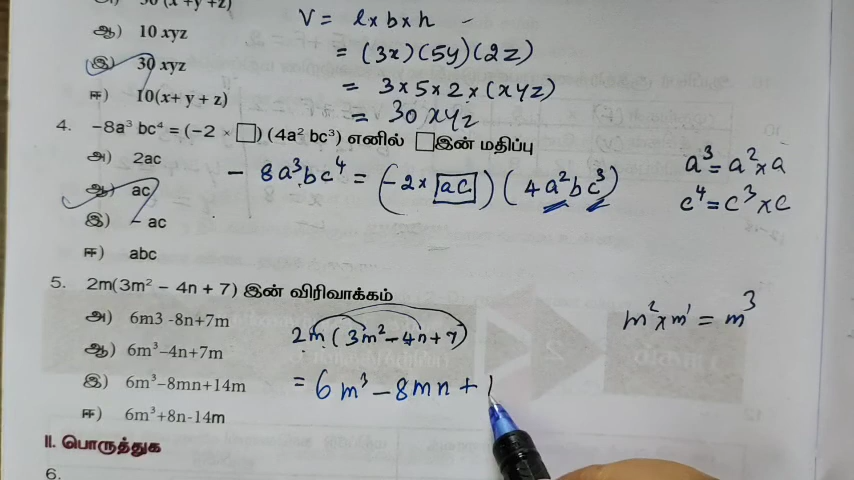 அ) 30 (x + y + z)
V = l x b x h
ஆ) 10 xyz
= (3x) (5y) (2z)
இ) 30 xyz
= 3 x 5 x 2 x (xyz)
ஈ) 10(x+ y + z)
= 30 xyz
4. -8a³ bc⁴ = (-2 × □) (4a² bc³) எனில் □இன் மதிப்பு
அ) 2ac
a³ = a² x a
- 8a³bc⁴ = (-2 x ac) (4a²bc³)
ஆ) ac
c⁴ = c³ x c
இ) - ac
ஈ) abc
5. 2m(3m² - 4n + 7) இன் விரிவாக்கம்
அ) 6m3 -8n+7m
m² x m¹ = m³
2m (3m² - 4n + 7)
ஆ) 6m³-4n+7m
இ) 6m³-8mn+14m
= 6m³ - 8mn + 1
ஈ) 6m³+8n-14m
II. பொருத்துக
6.